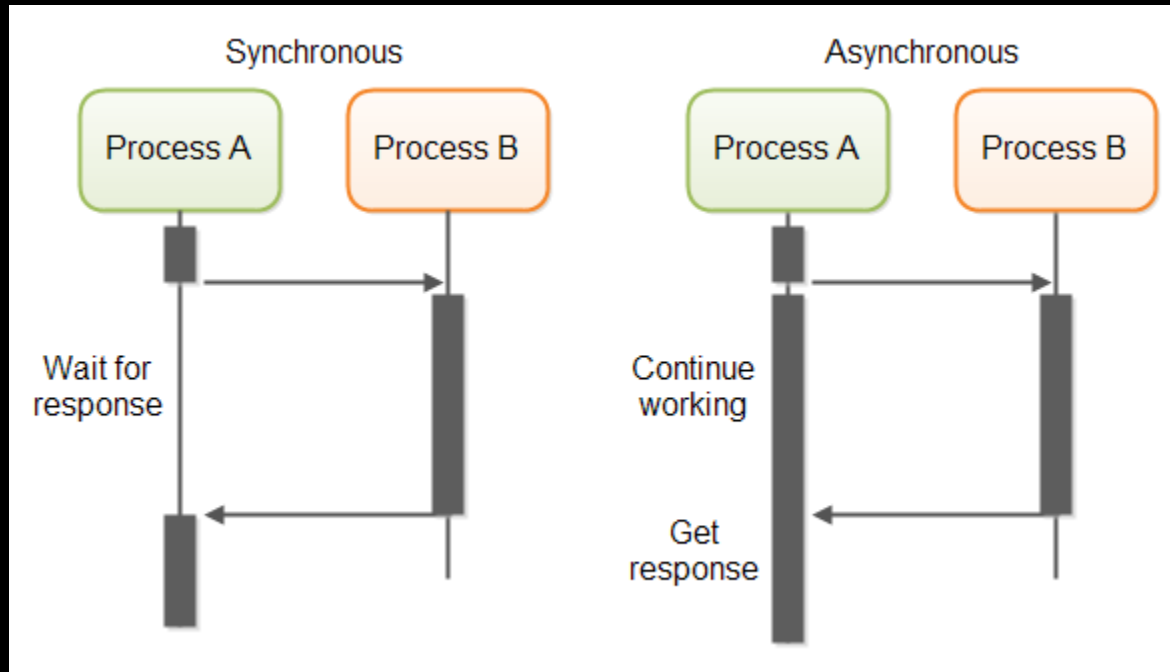 Synchronous
Process A
Process B
Wait for
response
Asynchronous
Process A
Process B
Continue
working
Get
response